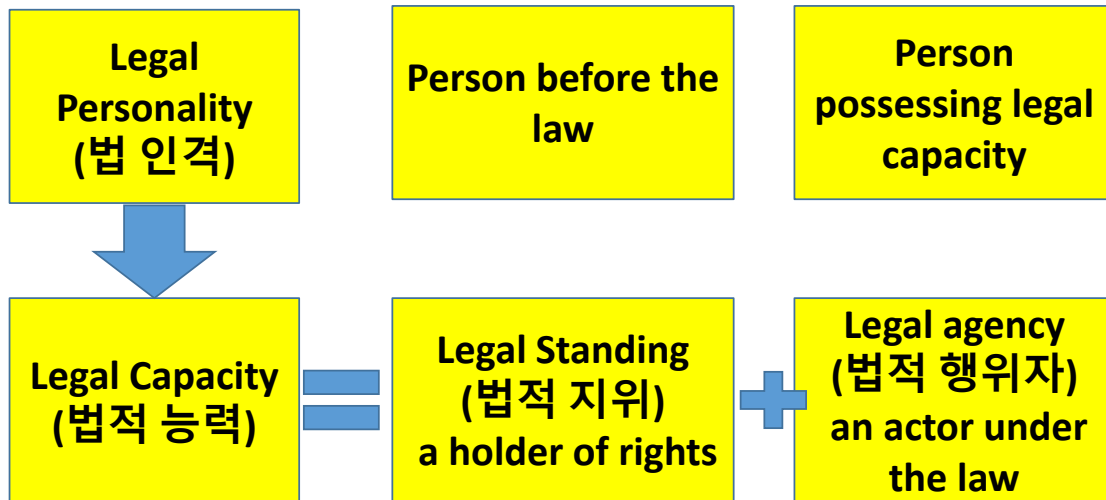 Legal
Personality
(법 인격)
Person before the
law
Person
possessing legal
capacity
Legal Capacity
(법적 능력)
Legal Standing
(법적 지위)
a holder of rights
Legal agency
(법적 행위자)
an actor under
the law